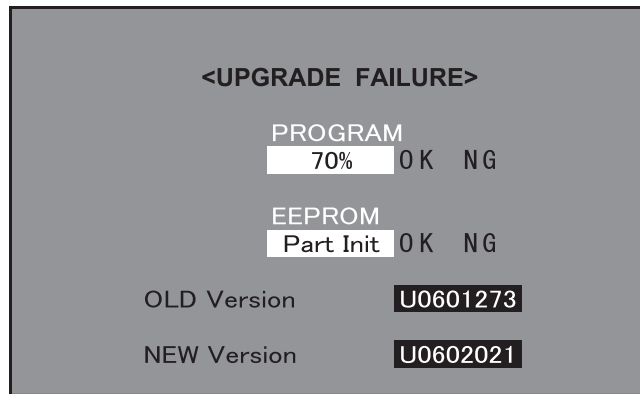 <UPGRADE FAILURE>
PROGRAM
70% OK NG
EEPROM
Part Init OK NG
OLD Version U0601273
NEW Version U0602021